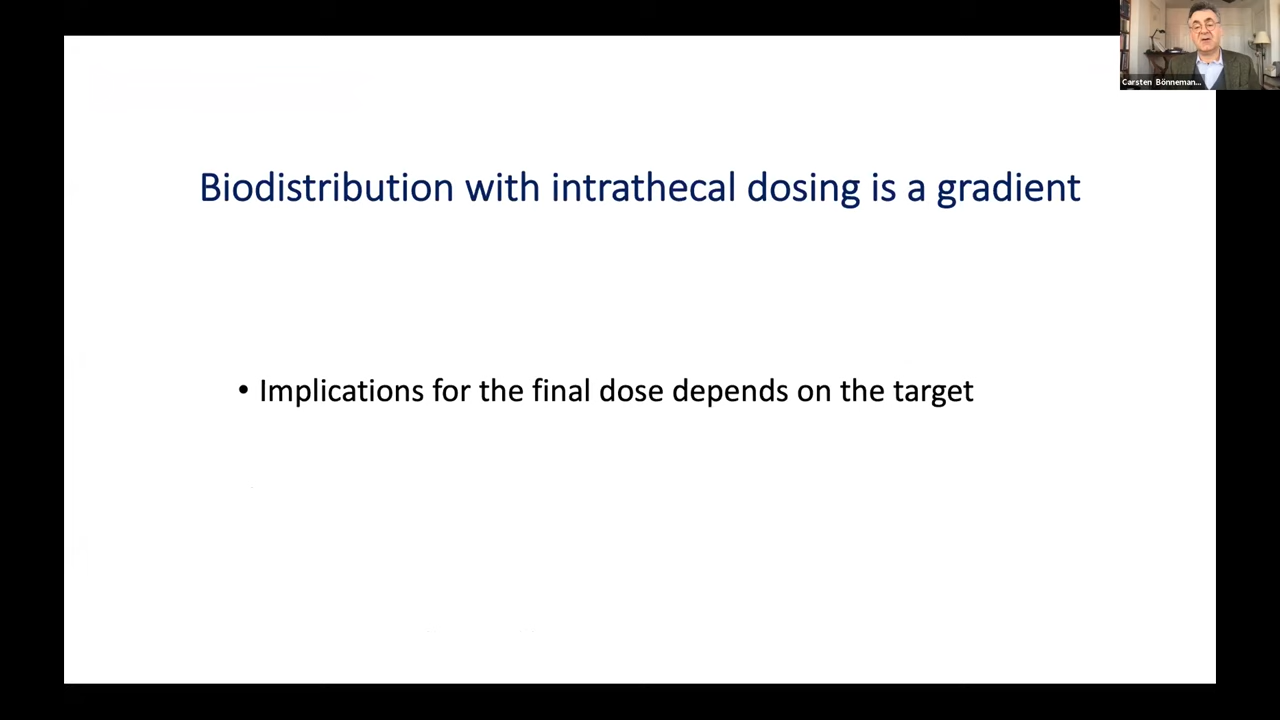 Carsten Bönneman...
Biodistribution with intrathecal dosing is a gradient
• Implications for the final dose depends on the target